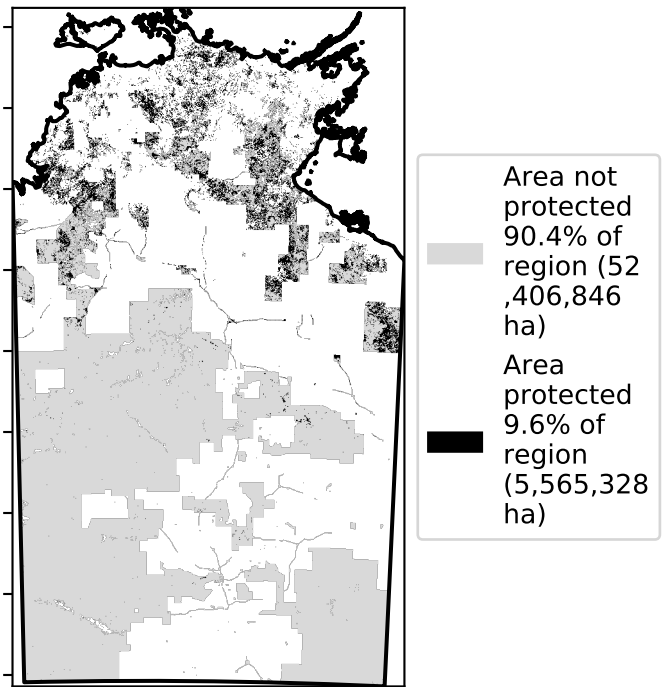 Area not
protected
90.4% of
region (52
,406,846
ha)
Area
protected
9.6% of
region
(5,565,328
ha)